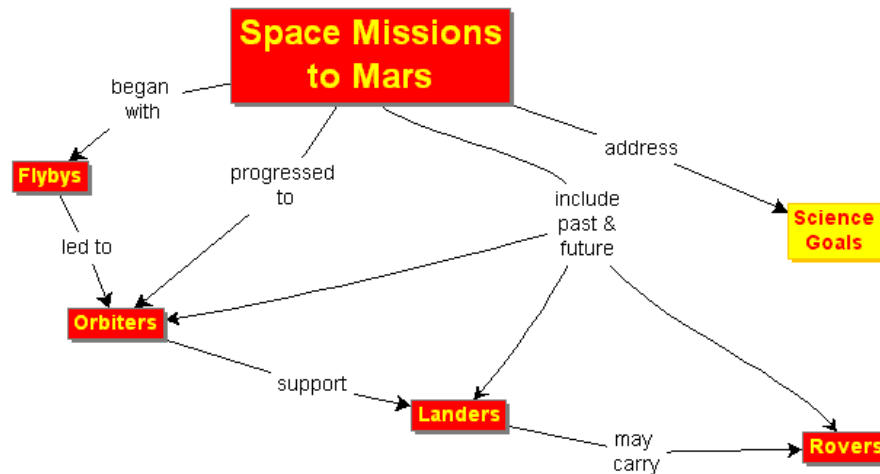 Space Missions
to Mars
began
with
address
Flybys
progressed
to
include
past &
future
Science
Goals
led to
Orbiters
support
Landers
may
carry
Rovers